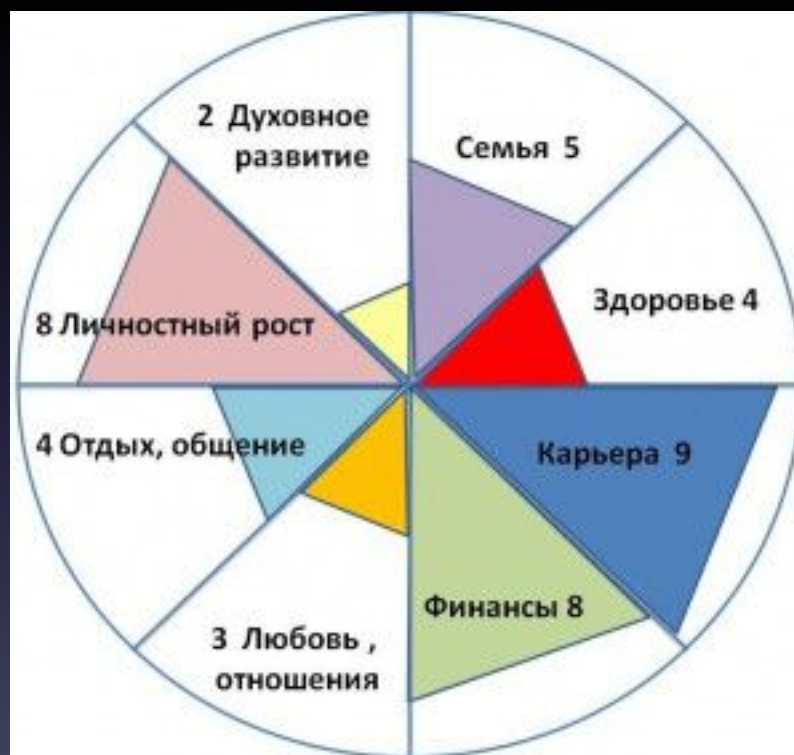 2 Духовное
развитие
Семья 5
Здоровье 4
8 Личностный рост
4 Отдых, общение
Карьера 9
Финансы 8
3 Любовь ,
отношения